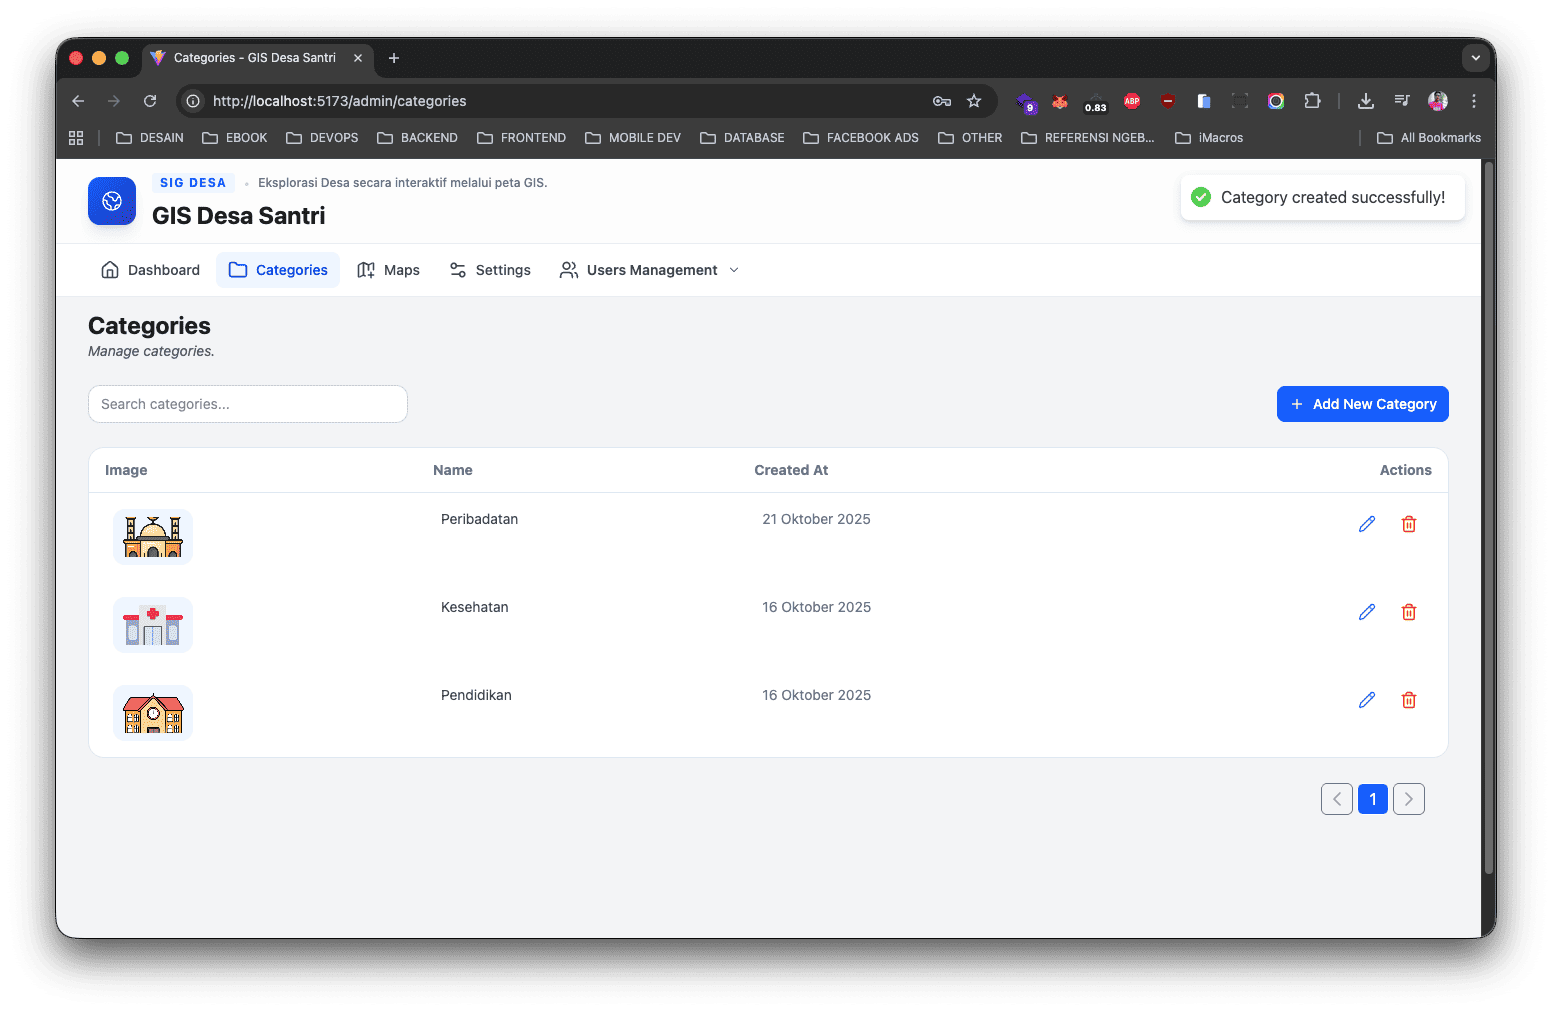 Categories - GIS Desa Santri
http://localhost:5173/admin/categories
9
0.83
ABP
DESAIN
EBOOK
DEVOPS
BACKEND
FRONTEND
MOBILE DEV
DATABASE
FACEBOOK ADS
OTHER
REFERENSI NGEB...
iMacros
All Bookmarks
SIG DESA
Eksplorasi Desa secara interaktif melalui peta GIS.
GIS Desa Santri
Category created successfully!
Dashboard
Categories
Maps
Settings
Users Management
Categories
Manage categories.
Search categories...
+ Add New Category
Image Name Created At Actions
Peribadatan 21 Oktober 2025
Kesehatan 16 Oktober 2025
Pendidikan 16 Oktober 2025
1